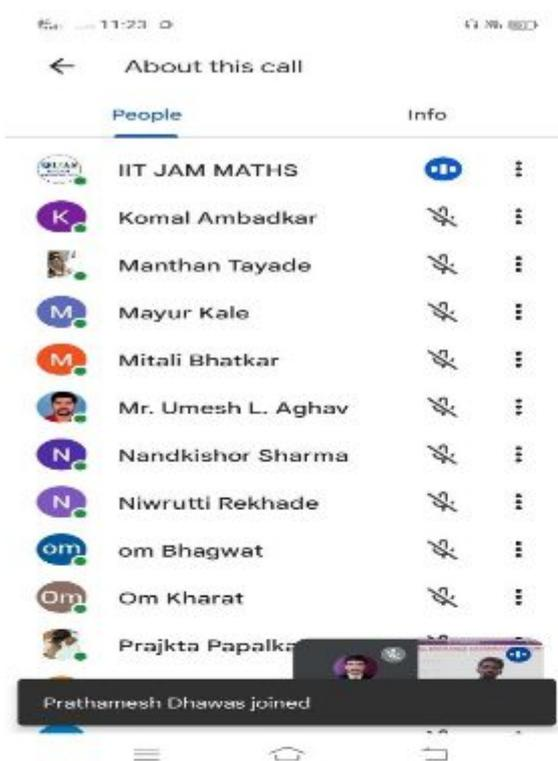 11:23
About this call
People Info
IIT JAM MATHS
K Komal Ambadkar
Manthan Tayade
M Mayur Kale
M Mitali Bhatkar
Mr. Umesh L. Aghav
N Nandkishor Sharma
N Niwrutti Rekhade
om om Bhagwat
Om Om Kharat
Prajkta Papalka
Prathamesh Dhawas joined